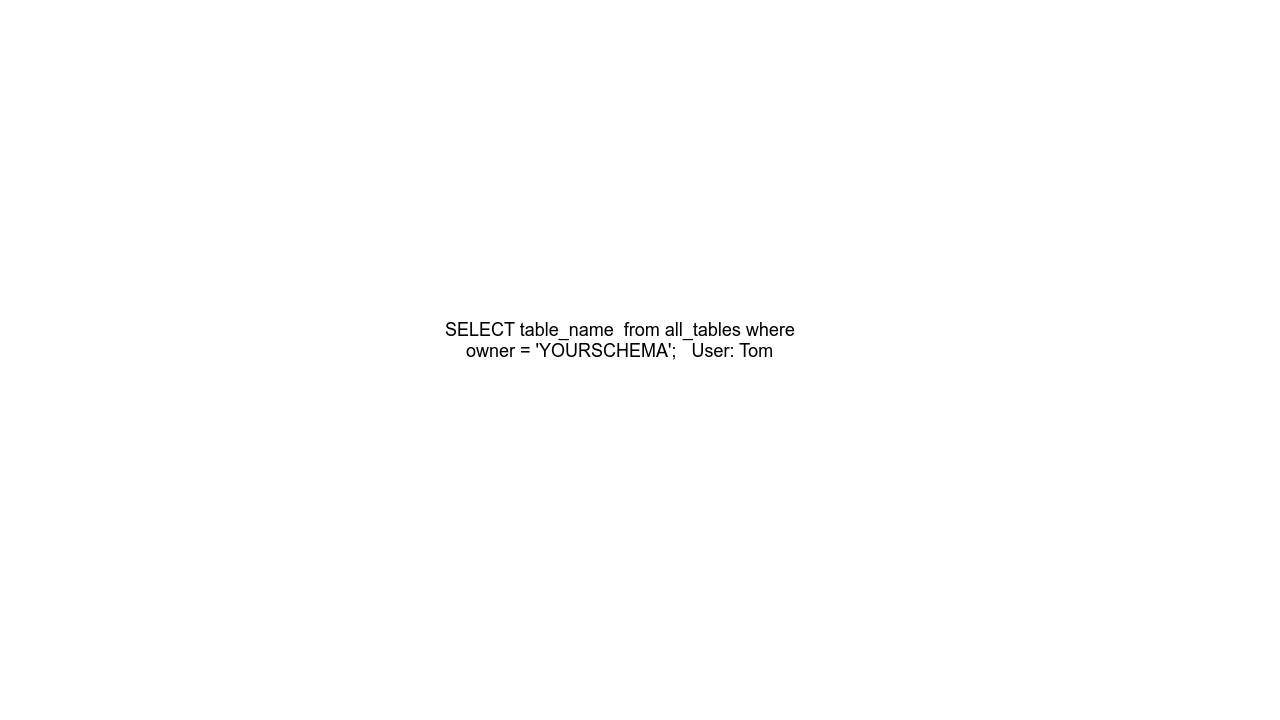 SELECT table_name  from all_tables where
owner = 'YOURSCHEMA';   User: Tom